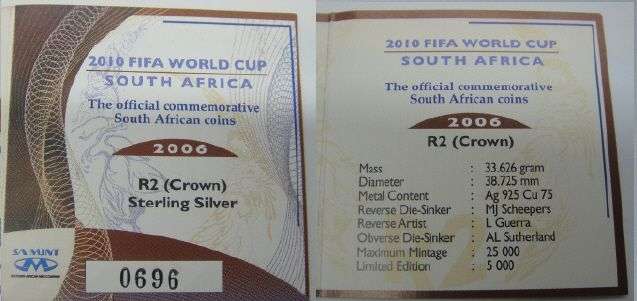 2010 FIFA WORLD CUP
SOUTH AFRICA
The official commemorative
South African coins
2006
R2 (Crown)
Sterling Silver
SA MINT
0696
2010 FIFA WORLD CUP
SOUTH AFRICA
The official commemorative
South African coins
2006
R2 (Crown)
Mass : 33.626 gram
Diameter : 38.725 mm
Metal Content : Ag 925 Cu 75
Reverse Die-Sinker : MJ Scheepers
Reverse Artist : L Guerra
Obverse Die-Sinker : AL Sutherland
Maximum Mintage : 25 000
Limited Edition : 5 000